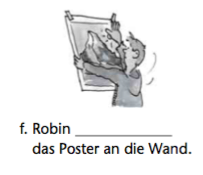 f. Robin ____________
das Poster an die Wand.